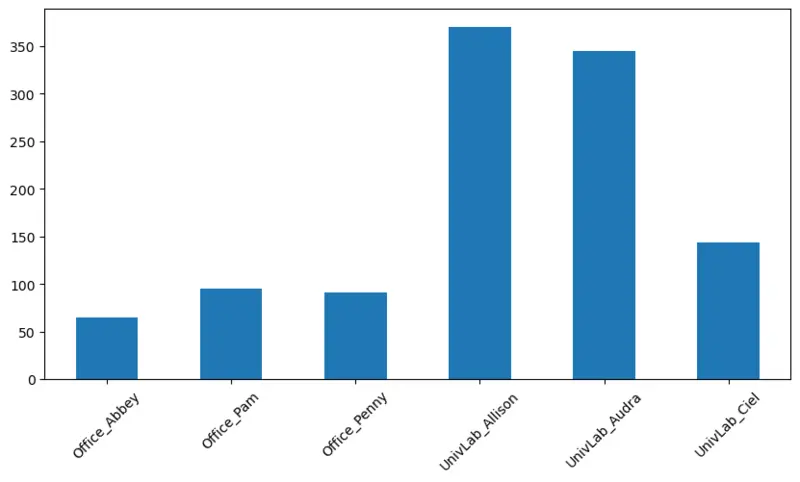 350
300
250
200
150
100
50
0
Office_Abbey
Office_Pam
Office_Penny
UnivLab_Allison
UnivLab_Audra
UnivLab_Ciel